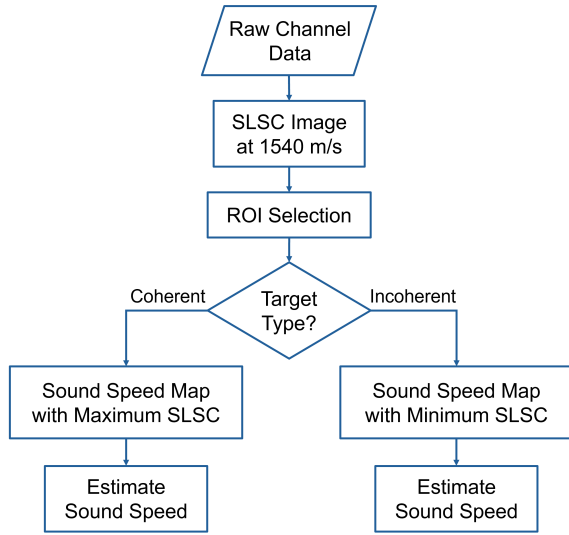 Raw Channel
Data
SLSC Image
at 1540 m/s
ROI Selection
Coherent
Target
Type?
Incoherent
Sound Speed Map
with Maximum SLSC
Sound Speed Map
with Minimum SLSC
Estimate
Sound Speed
Estimate
Sound Speed